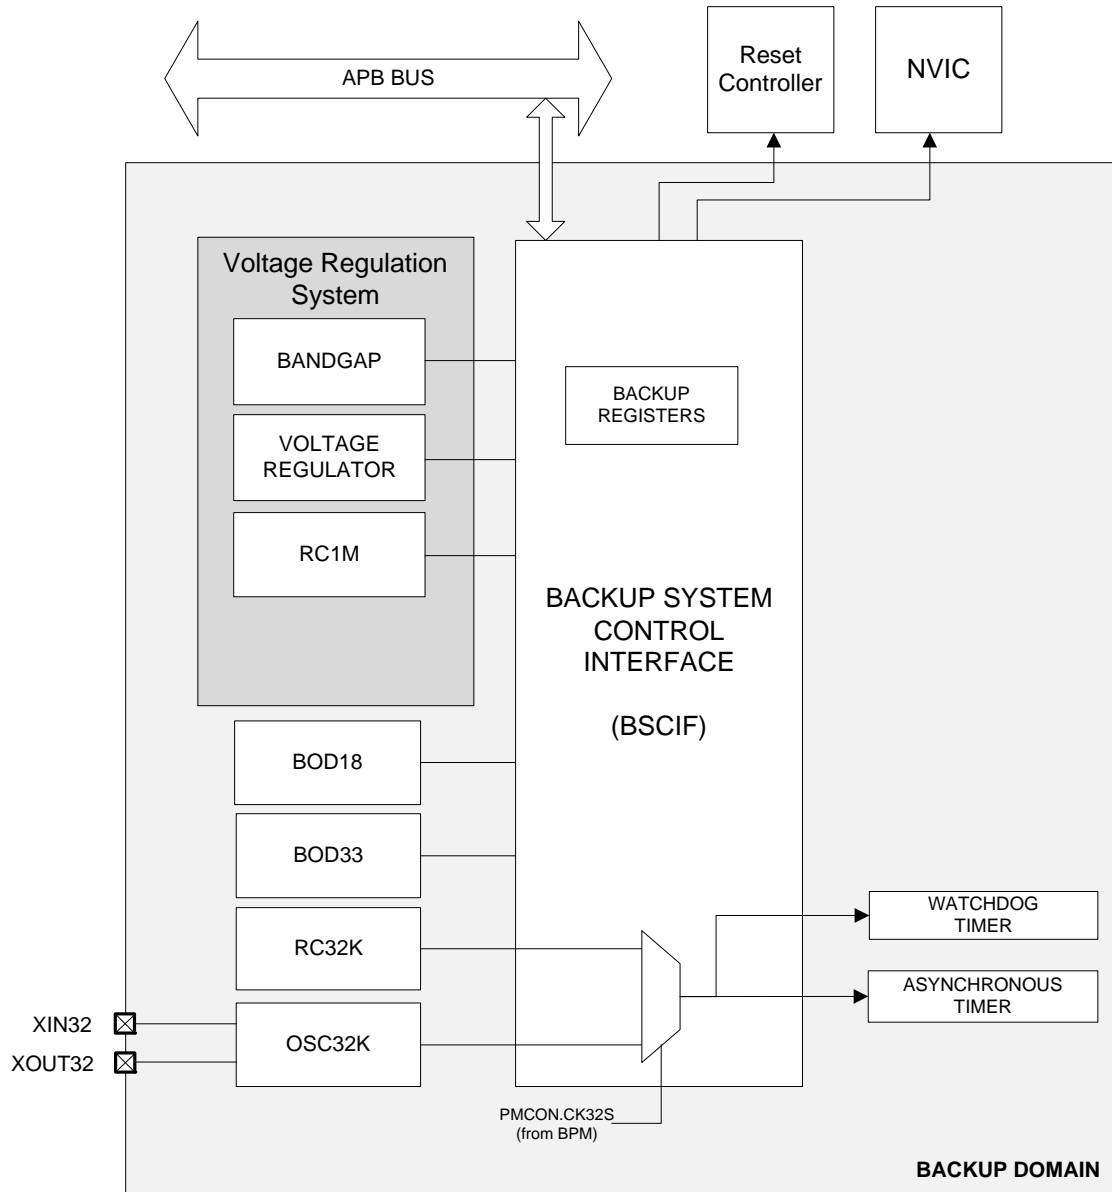 APB BUS
Reset
Controller
NVIC
Voltage Regulation
System
BANDGAP
VOLTAGE
REGULATOR
RC1M
BACKUP
REGISTERS
BACKUP SYSTEM
CONTROL
INTERFACE
(BSCIF)
BOD18
BOD33
RC32K
OSC32K
XIN32
XOUT32
WATCHDOG
TIMER
ASYNCHRONOUS
TIMER
PMCON.CK32S
(from BPM)
BACKUP DOMAIN